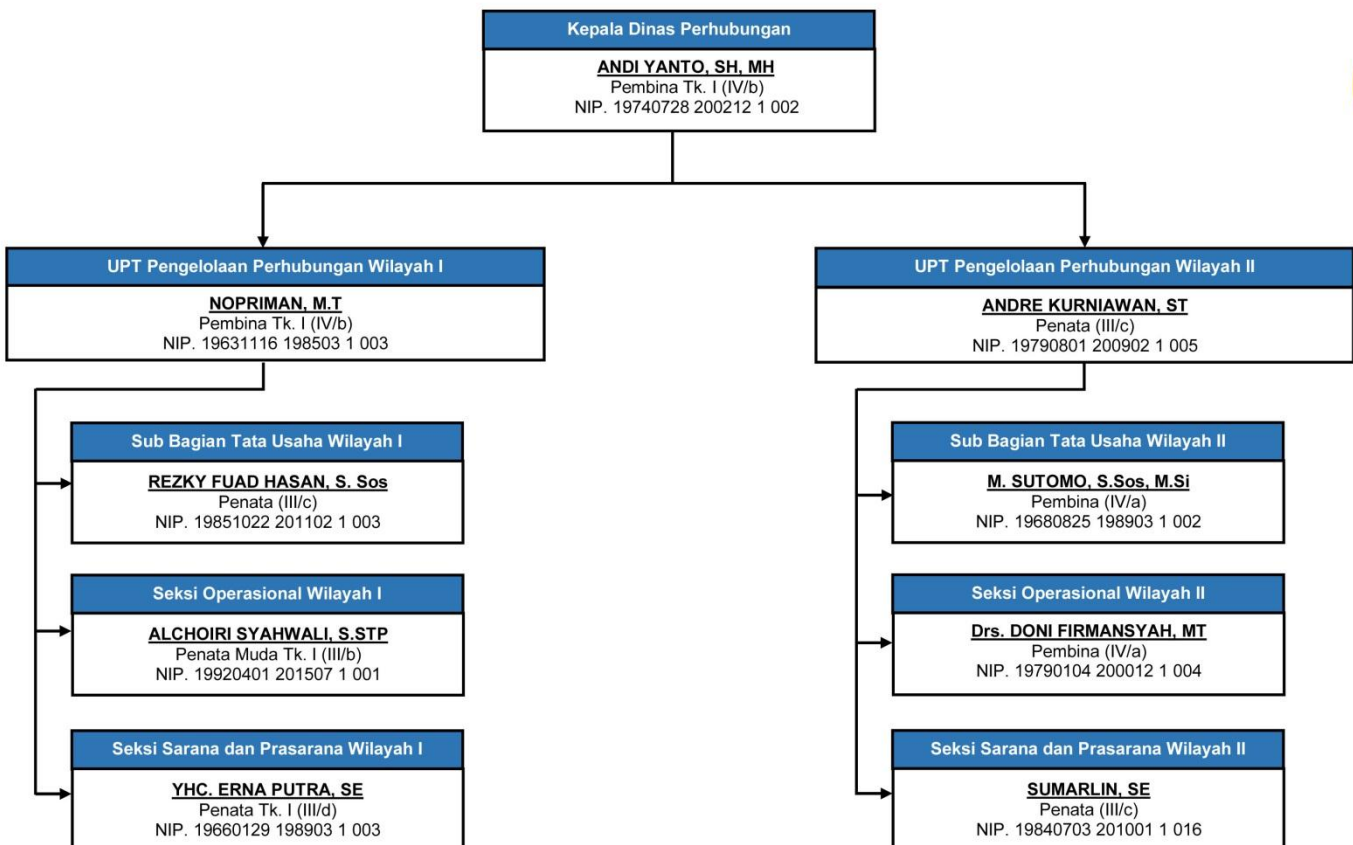 Kepala Dinas Perhubungan
ANDI YANTO, SH, MH
Pembina Tk. I (IV/b)
NIP. 19740728 200212 1 002
UPT Pengelolaan Perhubungan Wilayah I
NOPRIMAN, M.T
Pembina Tk. I (IV/b)
NIP. 19631116 198503 1 003
Sub Bagian Tata Usaha Wilayah I
REZKY FUAD HASAN, S. Sos
Penata (III/c)
NIP. 19851022 201102 1 003
Seksi Operasional Wilayah I
ALCHOIRI SYAHWALI, S.STP
Penata Muda Tk. I (III/b)
NIP. 19920401 201507 1 001
Seksi Sarana dan Prasarana Wilayah I
YHC. ERNA PUTRA, SE
Penata Tk. I (III/d)
NIP. 19660129 198903 1 003
UPT Pengelolaan Perhubungan Wilayah II
ANDRE KURNIAWAN, ST
Penata (III/c)
NIP. 19790801 200902 1 005
Sub Bagian Tata Usaha Wilayah II
M. SUTOMO, S.Sos, M.Si
Pembina (IV/a)
NIP. 19680825 198903 1 002
Seksi Operasional Wilayah II
Drs. DONI FIRMANSYAH, MT
Pembina (IV/a)
NIP. 19790104 200012 1 004
Seksi Sarana dan Prasarana Wilayah II
SUMARLIN, SE
Penata (III/c)
NIP. 19840703 201001 1 016